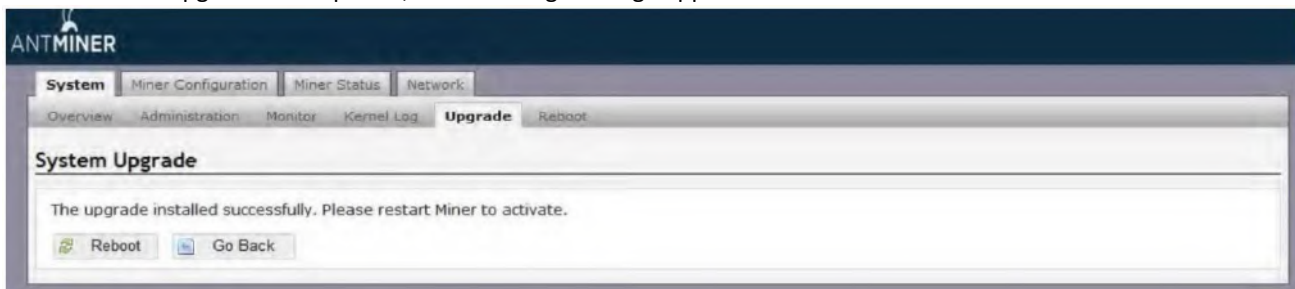 ANTMINER
System Miner Configuration Miner Status Network
Overview Administration Monitor Kernel Log Upgrade Reboot
System Upgrade
The upgrade installed successfully. Please restart Miner to activate.
Reboot Go Back